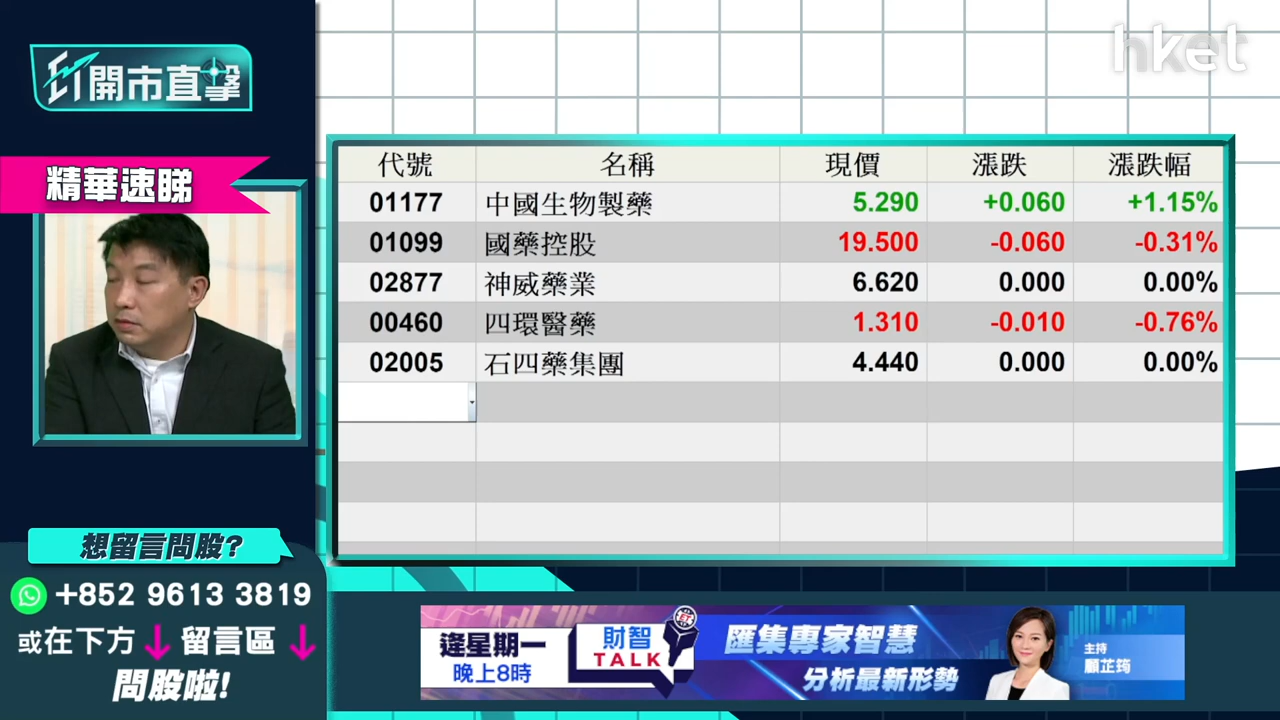 hket
ET開市直擊
精華速睇
代號 名稱 現價 漲跌 漲跌幅
01177 中國生物製藥 5.290 +0.060 +1.15%
01099 國藥控股 19.500 -0.060 -0.31%
02877 神威藥業 6.620 0.000 0.00%
00460 四環醫藥 1.310 -0.010 -0.76%
02005 石四藥集團 4.440 0.000 0.00%
想留言問股?
+852 9613 3819
或在下方↓留言區↓
問股啦!
逢星期一
晚上8時
財智
TALK
匯集專家智慧
分析最新形勢
主持
顧芷筠